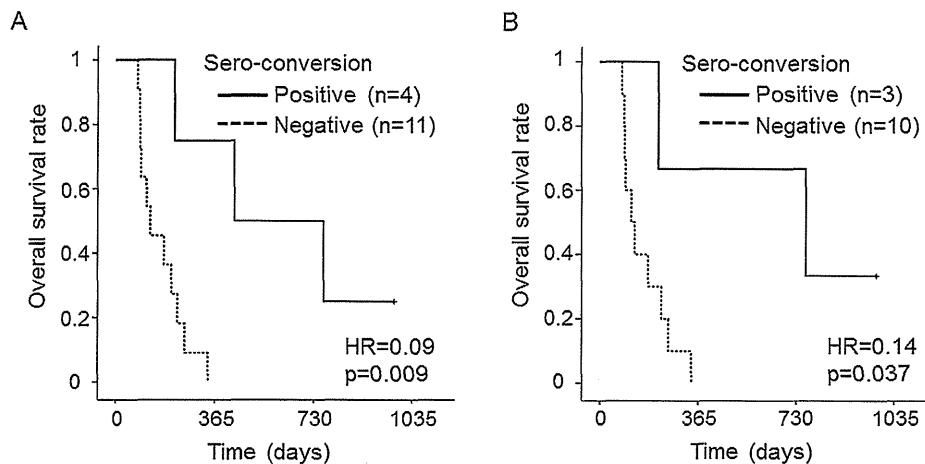 A
Overall survival rate
1
0.8
0.6
0.4
0.2
0
Sero-conversion
Positive (n=4)
Negative (n=11)
HR=0.09
p=0.009
0
365
730
1035
Time (days)
B
Overall survival rate
1
0.8
0.6
0.4
0.2
0
Sero-conversion
Positive (n=3)
Negative (n=10)
HR=0.14
p=0.037
0
365
730
1035
Time (days)